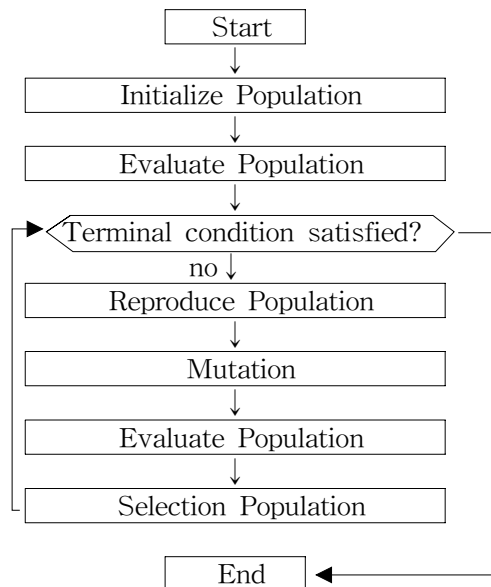 Start
Initialize Population
Evaluate Population
Terminal condition satisfied?
no
Reproduce Population
Mutation
Evaluate Population
Selection Population
End